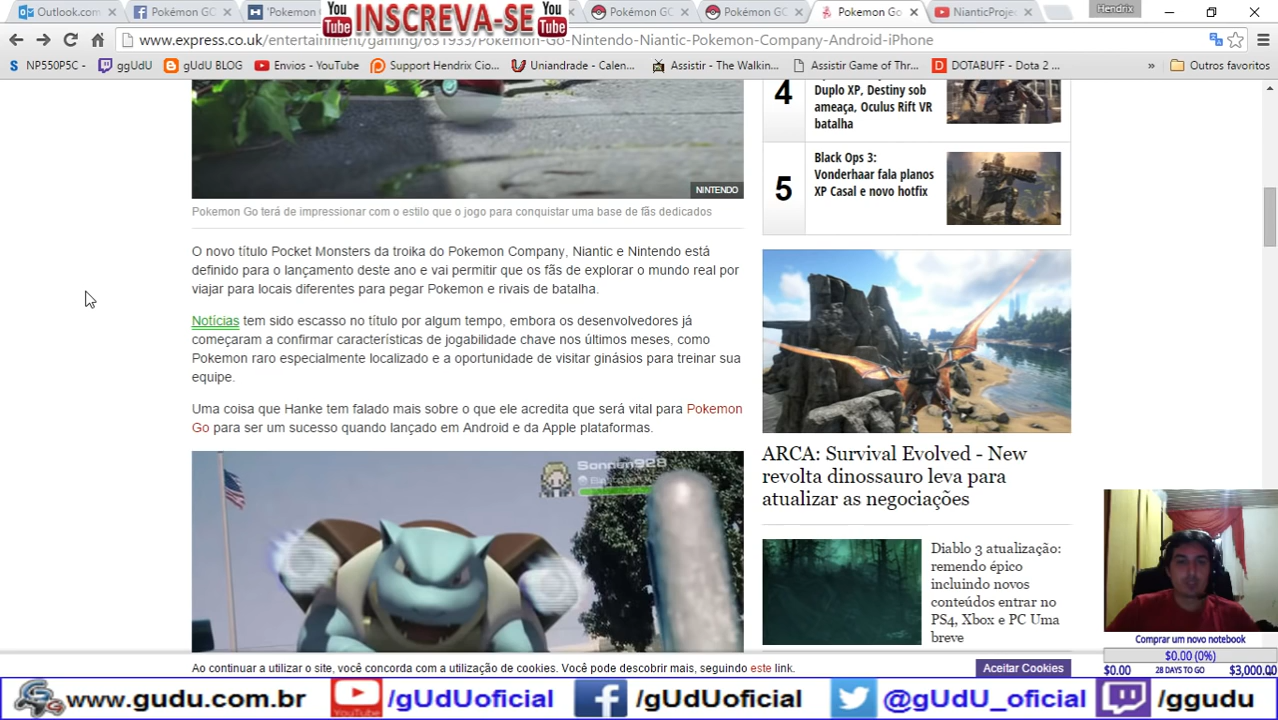 Outlook.com
Pokémon GO
'Pokemon G
You Tube INSCREVA-SE You Tube
Pokémon GO
Pokémon GO
Pokemon Go
NianticProjec
Hendrix
www.express.co.uk/entertainment/gaming/631933/Pokemon-Go-Nintendo-Niantic-Pokemon-Company-Android-iPhone
NP550P5C -
ggUdU
gUdU BLOG
Envios - YouTube
Support Hendrix Cio...
Uniandrade - Calen...
Assistir - The Walkin...
Assistir Game of Thr...
DOTABUFF - Dota 2 ...
»
Outros favoritos
NINTENDO
Pokemon Go terá de impressionar com o estilo que o jogo para conquistar uma base de fãs dedicados
O novo título Pocket Monsters da troika do Pokemon Company, Niantic e Nintendo está
definido para o lançamento deste ano e vai permitir que os fãs de explorar o mundo real por
viajar para locais diferentes para pegar Pokemon e rivais de batalha.
Notícias tem sido escasso no título por algum tempo, embora os desenvolvedores já
começaram a confirmar características de jogabilidade chave nos últimos meses, como
Pokemon raro especialmente localizado e a oportunidade de visitar ginásios para treinar sua
equipe.
Uma coisa que Hanke tem falado mais sobre o que ele acredita que será vital para Pokemon
Go para ser um sucesso quando lançado em Android e da Apple plataformas.
Sonnum928
4
Duplo XP, Destiny sob
ameaça, Oculus Rift VR
batalha
5
Black Ops 3:
Vonderhaar fala planos
XP Casal e novo hotfix
ARCA: Survival Evolved - New
revolta dinossauro leva para
atualizar as negociações
Diablo 3 atualização:
remendo épico
incluindo novos
conteúdos entrar no
PS4, Xbox e PC Uma
breve
Ao continuar a utilizar o site, você concorda com a utilização de cookies. Você pode descobrir mais, seguindo este link.
Aceitar Cookies
Comprar um novo notebook
$0.00 (0%)
$0.00
28 DAYS TO GO
$3,000.00
www.gudu.com.br
YouTube
/gUdUoficial
/gUdUoficial
@gUdU_oficial
/ggudu